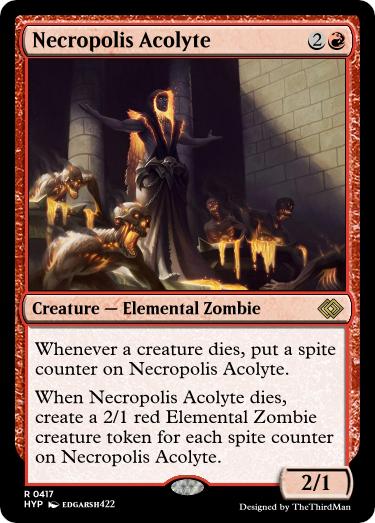 Necropolis Acolyte 2
Creature — Elemental Zombie
Whenever a creature dies, put a spite
counter on Necropolis Acolyte.
When Necropolis Acolyte dies,
create a 2/1 red Elemental Zombie
creature token for each spite counter
on Necropolis Acolyte.
2/1
R 0417
HYP EDGARSH422
Designed by TheThirdMan